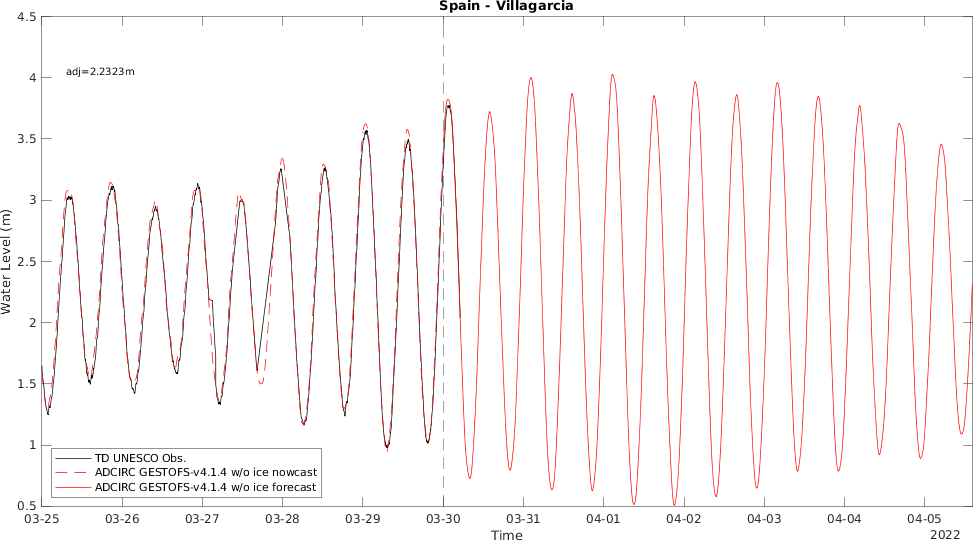 Spain - Villagarcia
adj=2.2323m
4.5
4
3.5
3
2.5
2
1.5
1
0.5
Water Level (m)
TD UNESCO Obs.
ADCIRC GESTOFS-v4.1.4 w/o ice nowcast
ADCIRC GESTOFS-v4.1.4 w/o ice forecast
03-25 03-26 03-27 03-28 03-29 03-30 03-31 04-01 04-02 04-03 04-04 04-05
Time
2022